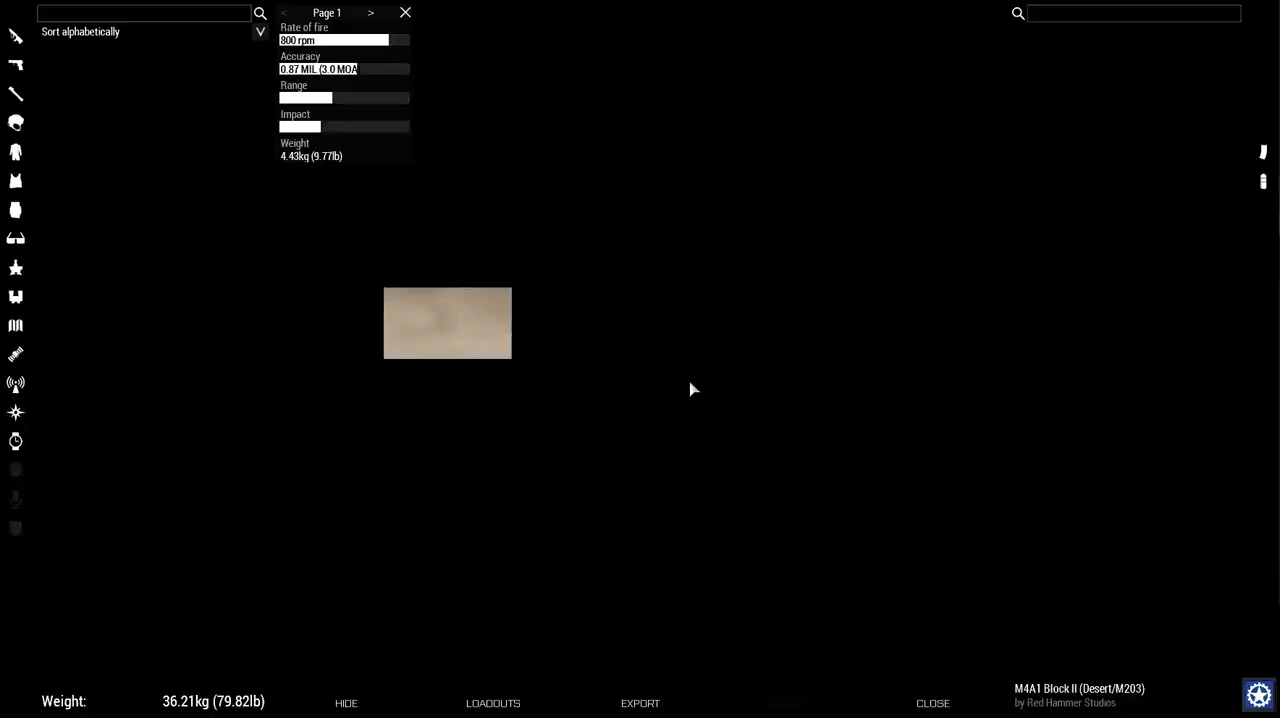 Page 1
Sort alphabetically
Rate of fire
800 rpm
Accuracy
0.87 MIL (3.0 MOA
Range
Impact
Weight
4.43kg (9.77lb)
Weight: 36.21kg (79.82lb)
HIDE
LOADOUTS
EXPORT
CLOSE
M4A1 Block II (Desert/M203)
by Red Hammer Studios